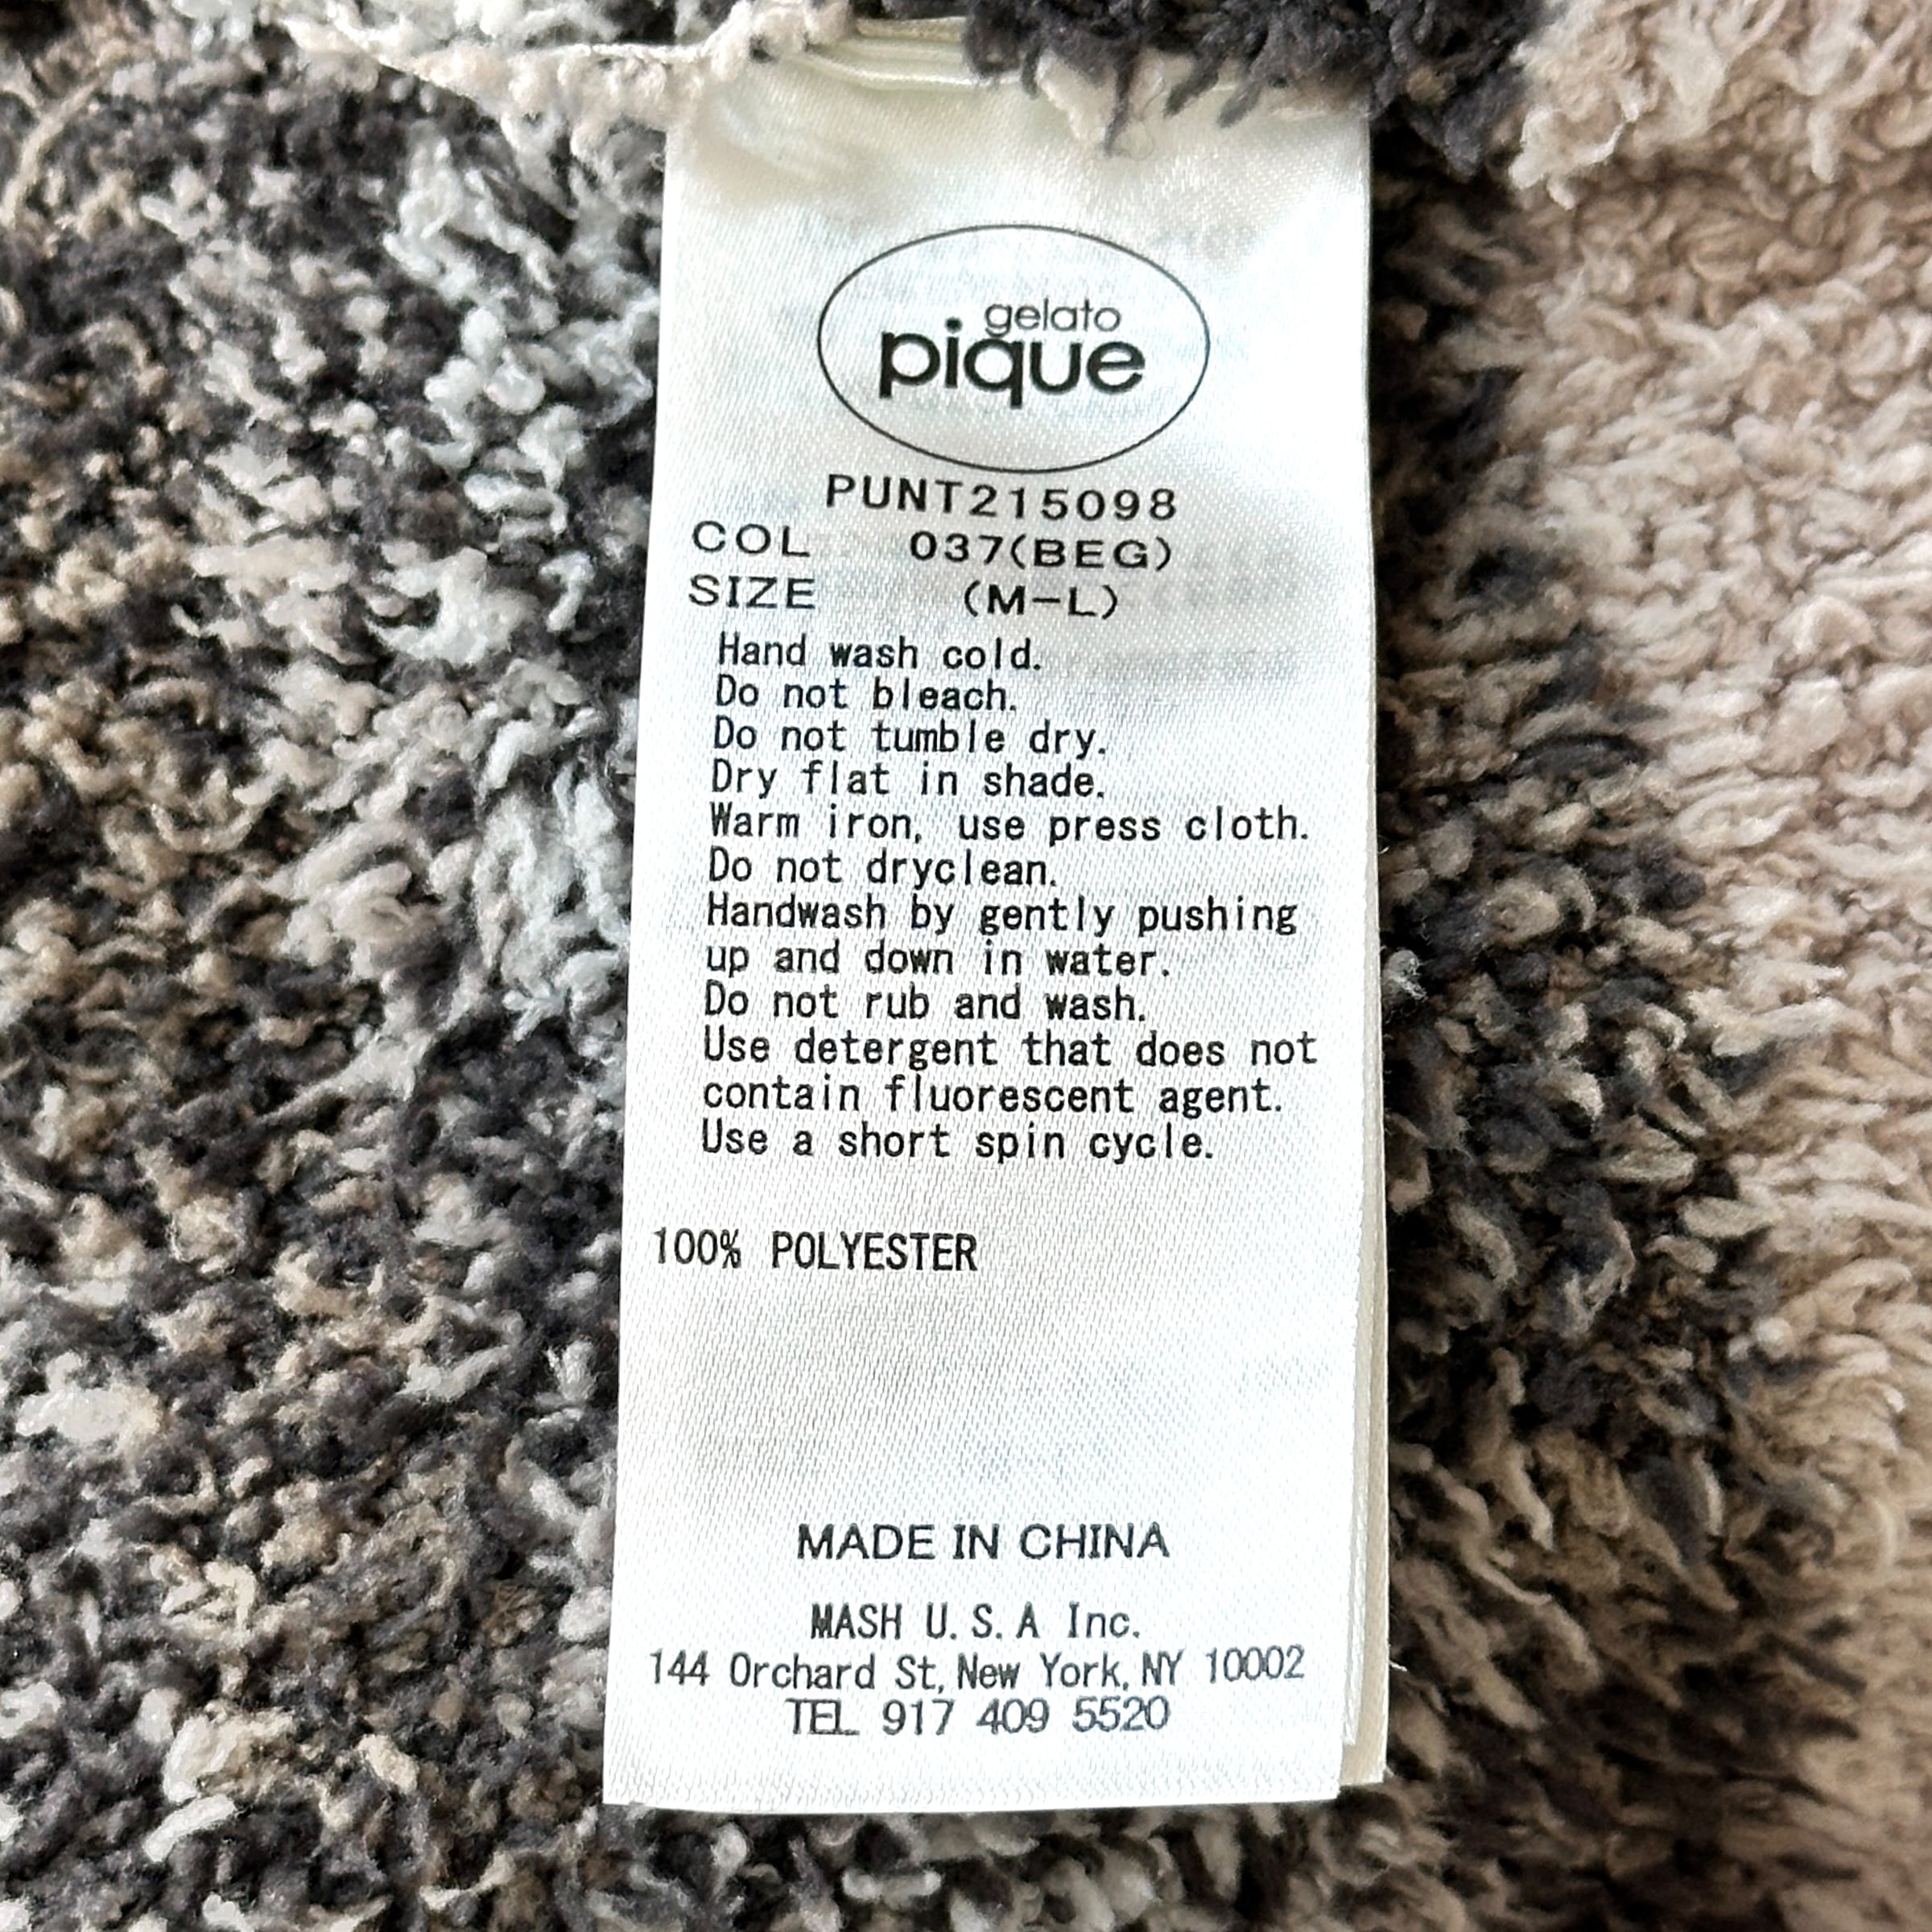 gelato
pique
PUNT215098
COL 037(BEG)
SIZE (M-L)
Hand wash cold.
Do not bleach.
Do not tumble dry.
Dry flat in shade.
Warm iron, use press cloth.
Do not dryclean.
Handwash by gently pushing
up and down in water.
Do not rub and wash.
Use detergent that does not
contain fluorescent agent.
Use a short spin cycle.
100% POLYESTER
MADE IN CHINA
MASH U.S.A Inc.
144 Orchard St, New York, NY 10002
TEL 917 409 5520